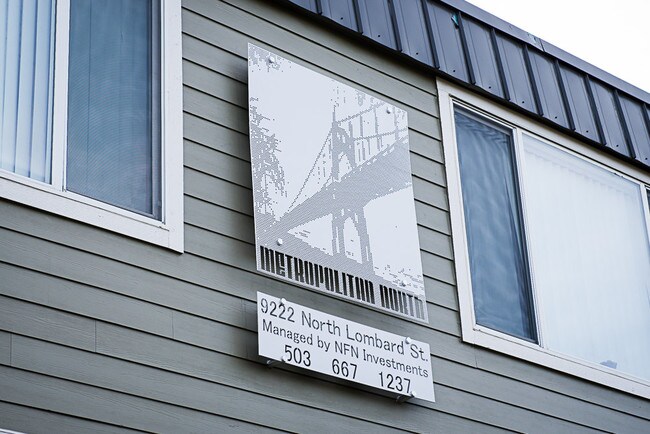 METROPOLITAN NORTH
9222 North Lombard St.
Managed by NFN Investments
503 667 1237